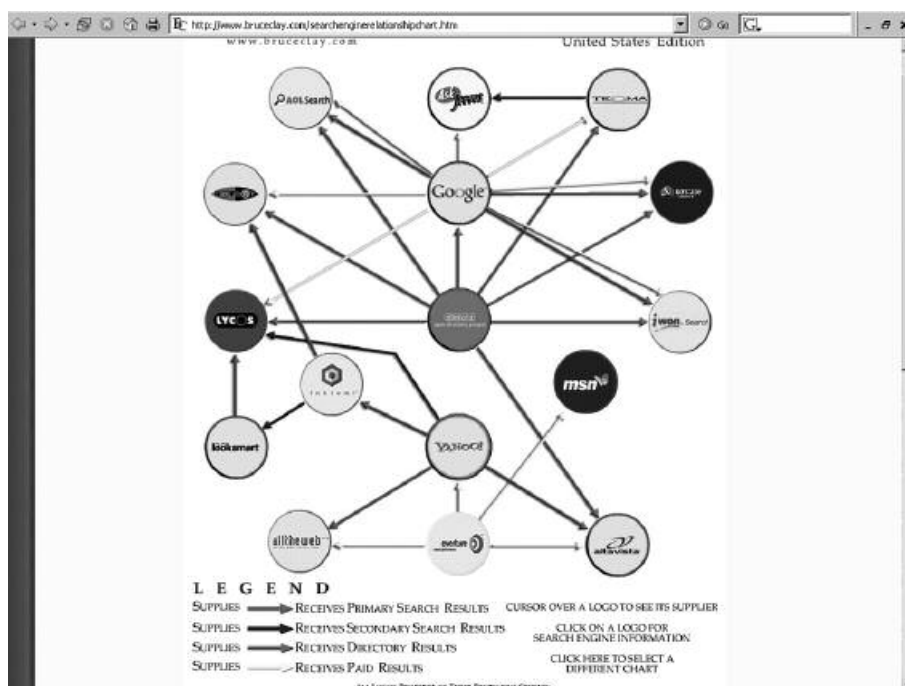 http://www.bruceclay.com/searchenginerelationshipchart.htm
Go
G
www.bruceclay.com
United States Edition
AOL Search
TEOMA
Google
LYCOS
iwon Search
msn
looksmart
YAHOO!
alltheweb
altavista
LEGEND
SUPPLIES RECEIVES PRIMARY SEARCH RESULTS
CURSOR OVER A LOGO TO SEE ITS SUPPLIER
SUPPLIES RECEIVES SECONDARY SEARCH RESULTS
CLICK ON A LOGO FOR
SEARCH ENGINE INFORMATION
SUPPLIES RECEIVES DIRECTORY RESULTS
CLICK HERE TO SELECT A
DIFFERENT CHART
SUPPLIES RECEIVES PAID RESULTS